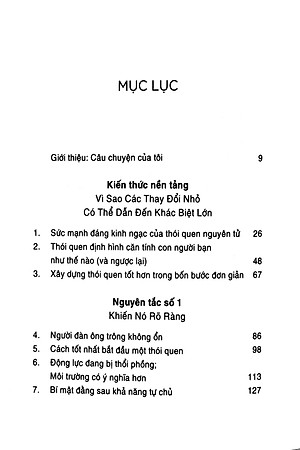 MỤC LỤC
Giới thiệu: Câu chuyện của tôi 9
Kiến thức nền tảng
Vì Sao Các Thay Đổi Nhỏ
Có Thể Dẫn Đến Khác Biệt Lớn
1. Sức mạnh đáng kinh ngạc của thói quen nguyên tử 26
2. Thói quen định hình căn tính con người bạn
như thế nào (và ngược lại) 48
3. Xây dựng thói quen tốt hơn trong bốn bước đơn giản 67
Nguyên tắc số 1
Khiến Nó Rõ Ràng
4. Người đàn ông trông không ổn 86
5. Cách tốt nhất bắt đầu một thói quen 98
6. Động lực đang bị thổi phồng;
Môi trường có ý nghĩa hơn 113
7. Bí mật đằng sau khả năng tự chủ 127